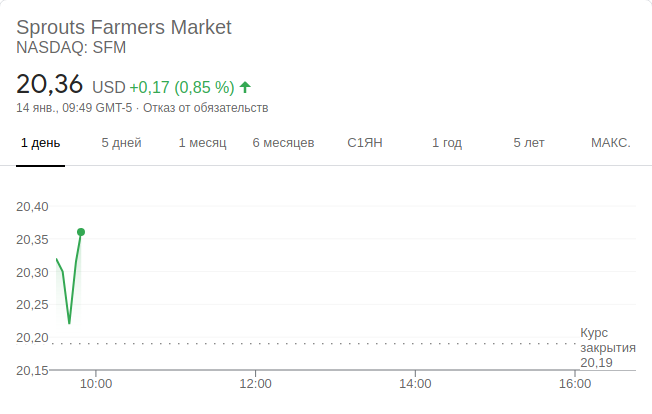 Sprouts Farmers Market
NASDAQ: SFM
20,36 USD +0,17 (0,85 %)
14 янв., 09:49 GMT-5 · Отказ от обязательств
1 день 5 дней 1 месяц 6 месяцев С1ЯН 1 год 5 лет МАКС.
20,40
20,35
20,30
20,25
20,20
Курс
закрытия
20,19
20,15
10:00 12:00 14:00 16:00